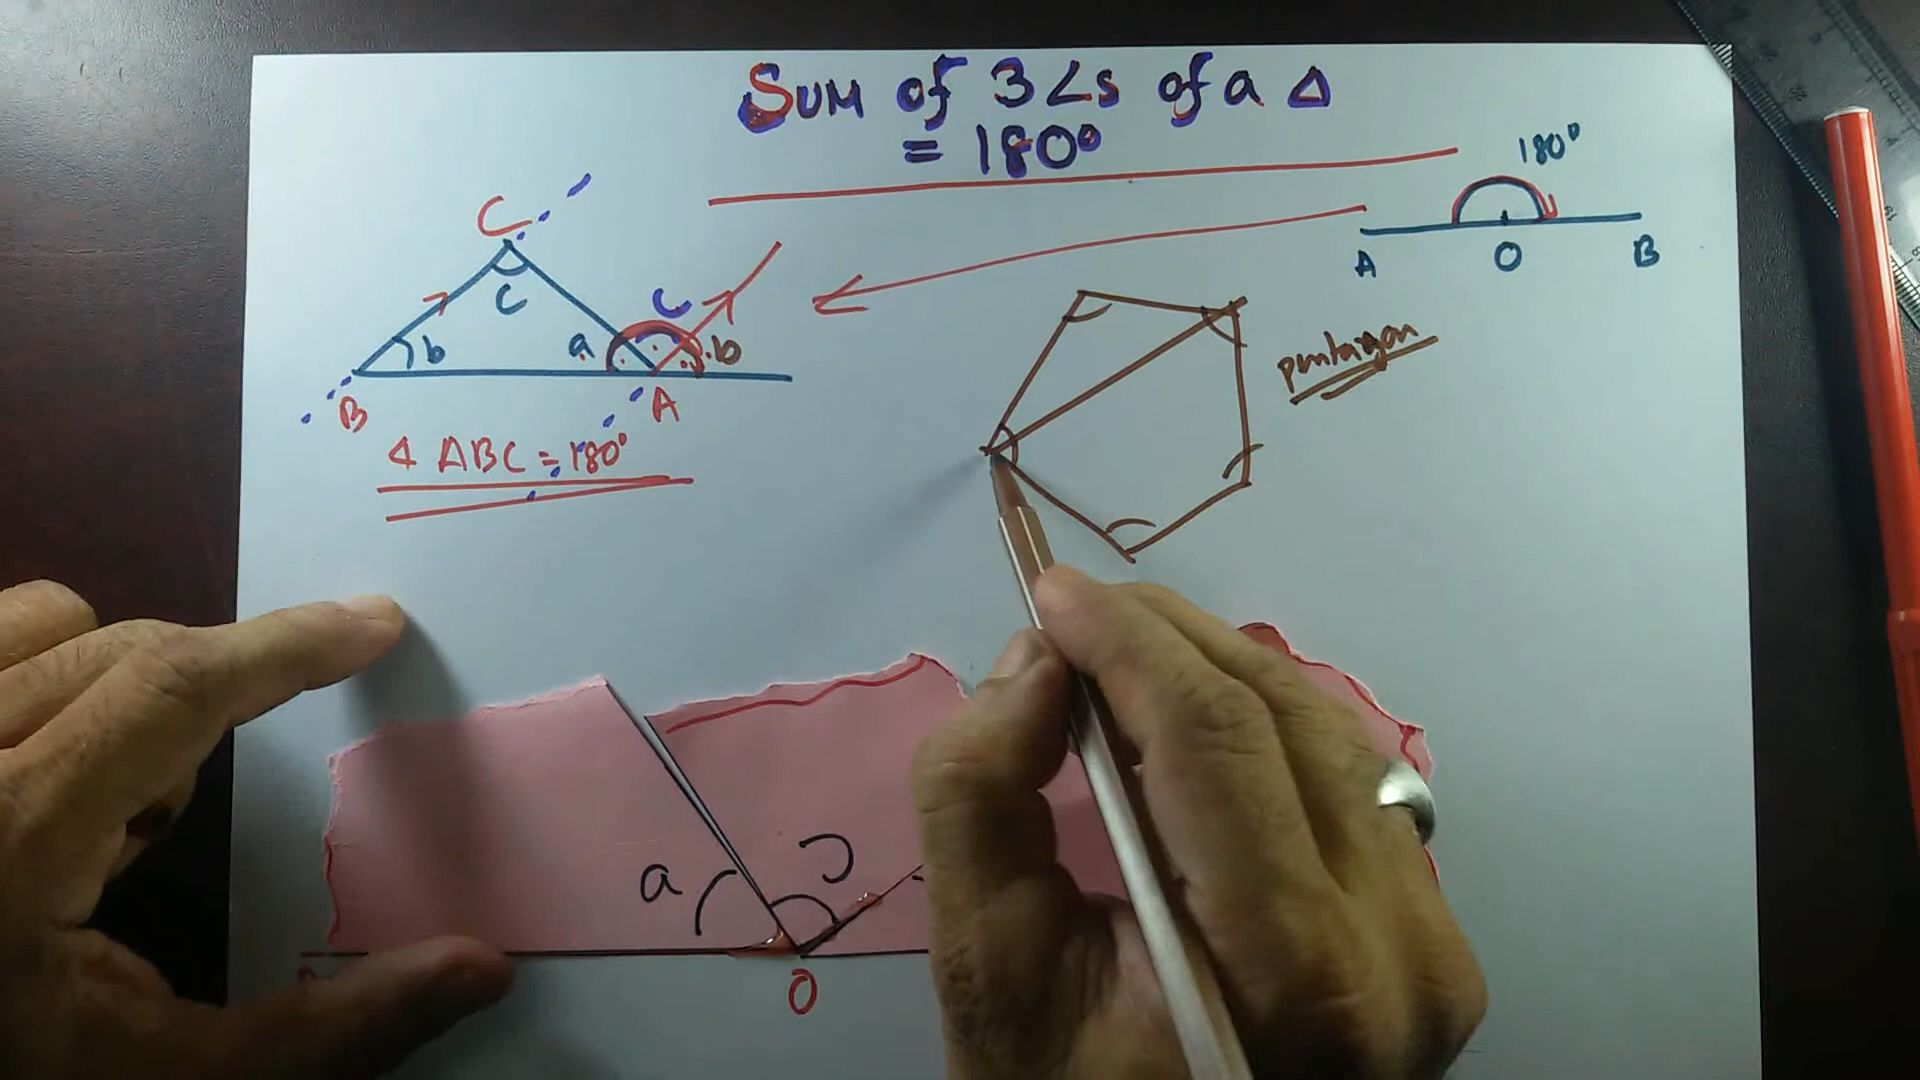 Sum of 3 ∠s of a △
= 180°
180°
A O B
C
c
c
b a b
B A
△ ABC = 180°
pentagon
a c
O